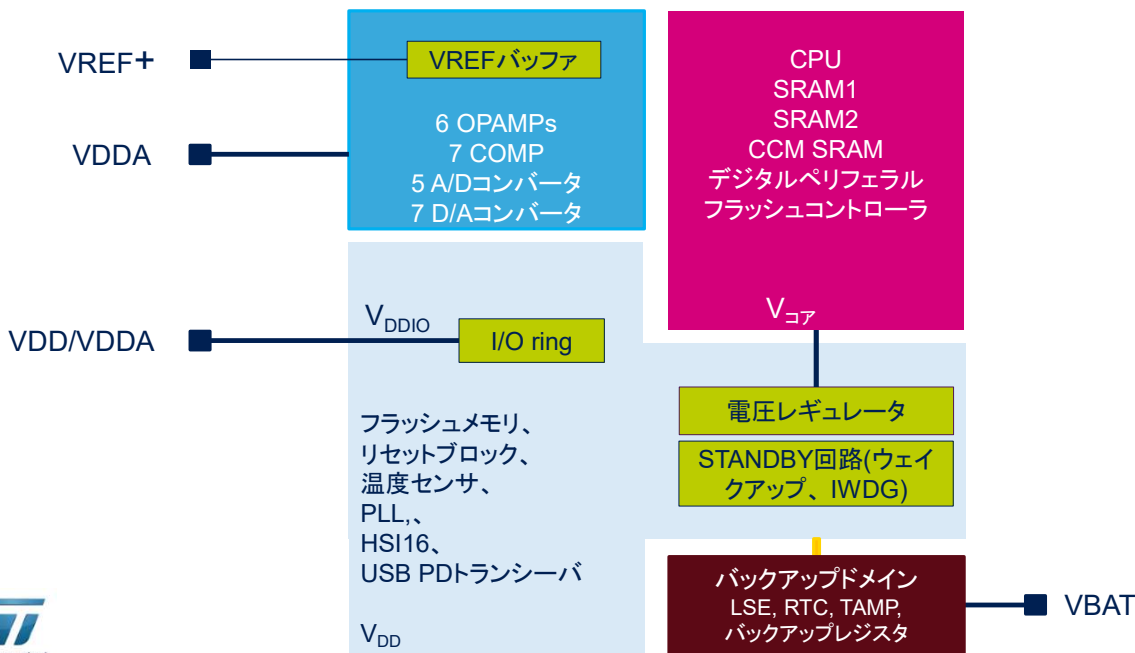 VREF+
VREFバッファ
6 OPAMPs
7 COMP
5 A/Dコンバータ
7 D/Aコンバータ
VDDA
CPU
SRAM1
SRAM2
CCM SRAM
デジタルペリフェラル
フラッシュコントローラ
Vコア
VDD/VDDA
VDDIO
I/O ring
フラッシュメモリ、
リセットブロック、
温度センサ、
PLL,、
HSI16、
USB PDトランシーバ
VDD
電圧レギュレータ
STANDBY回路(ウェイ
クアップ、IWDG)
バックアップドメイン
LSE, RTC, TAMP,
バックアップレジスタ
VBAT